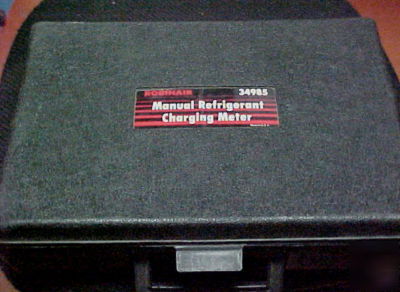 ROBINAIR 34985
Manual Refrigerant
Charging Meter